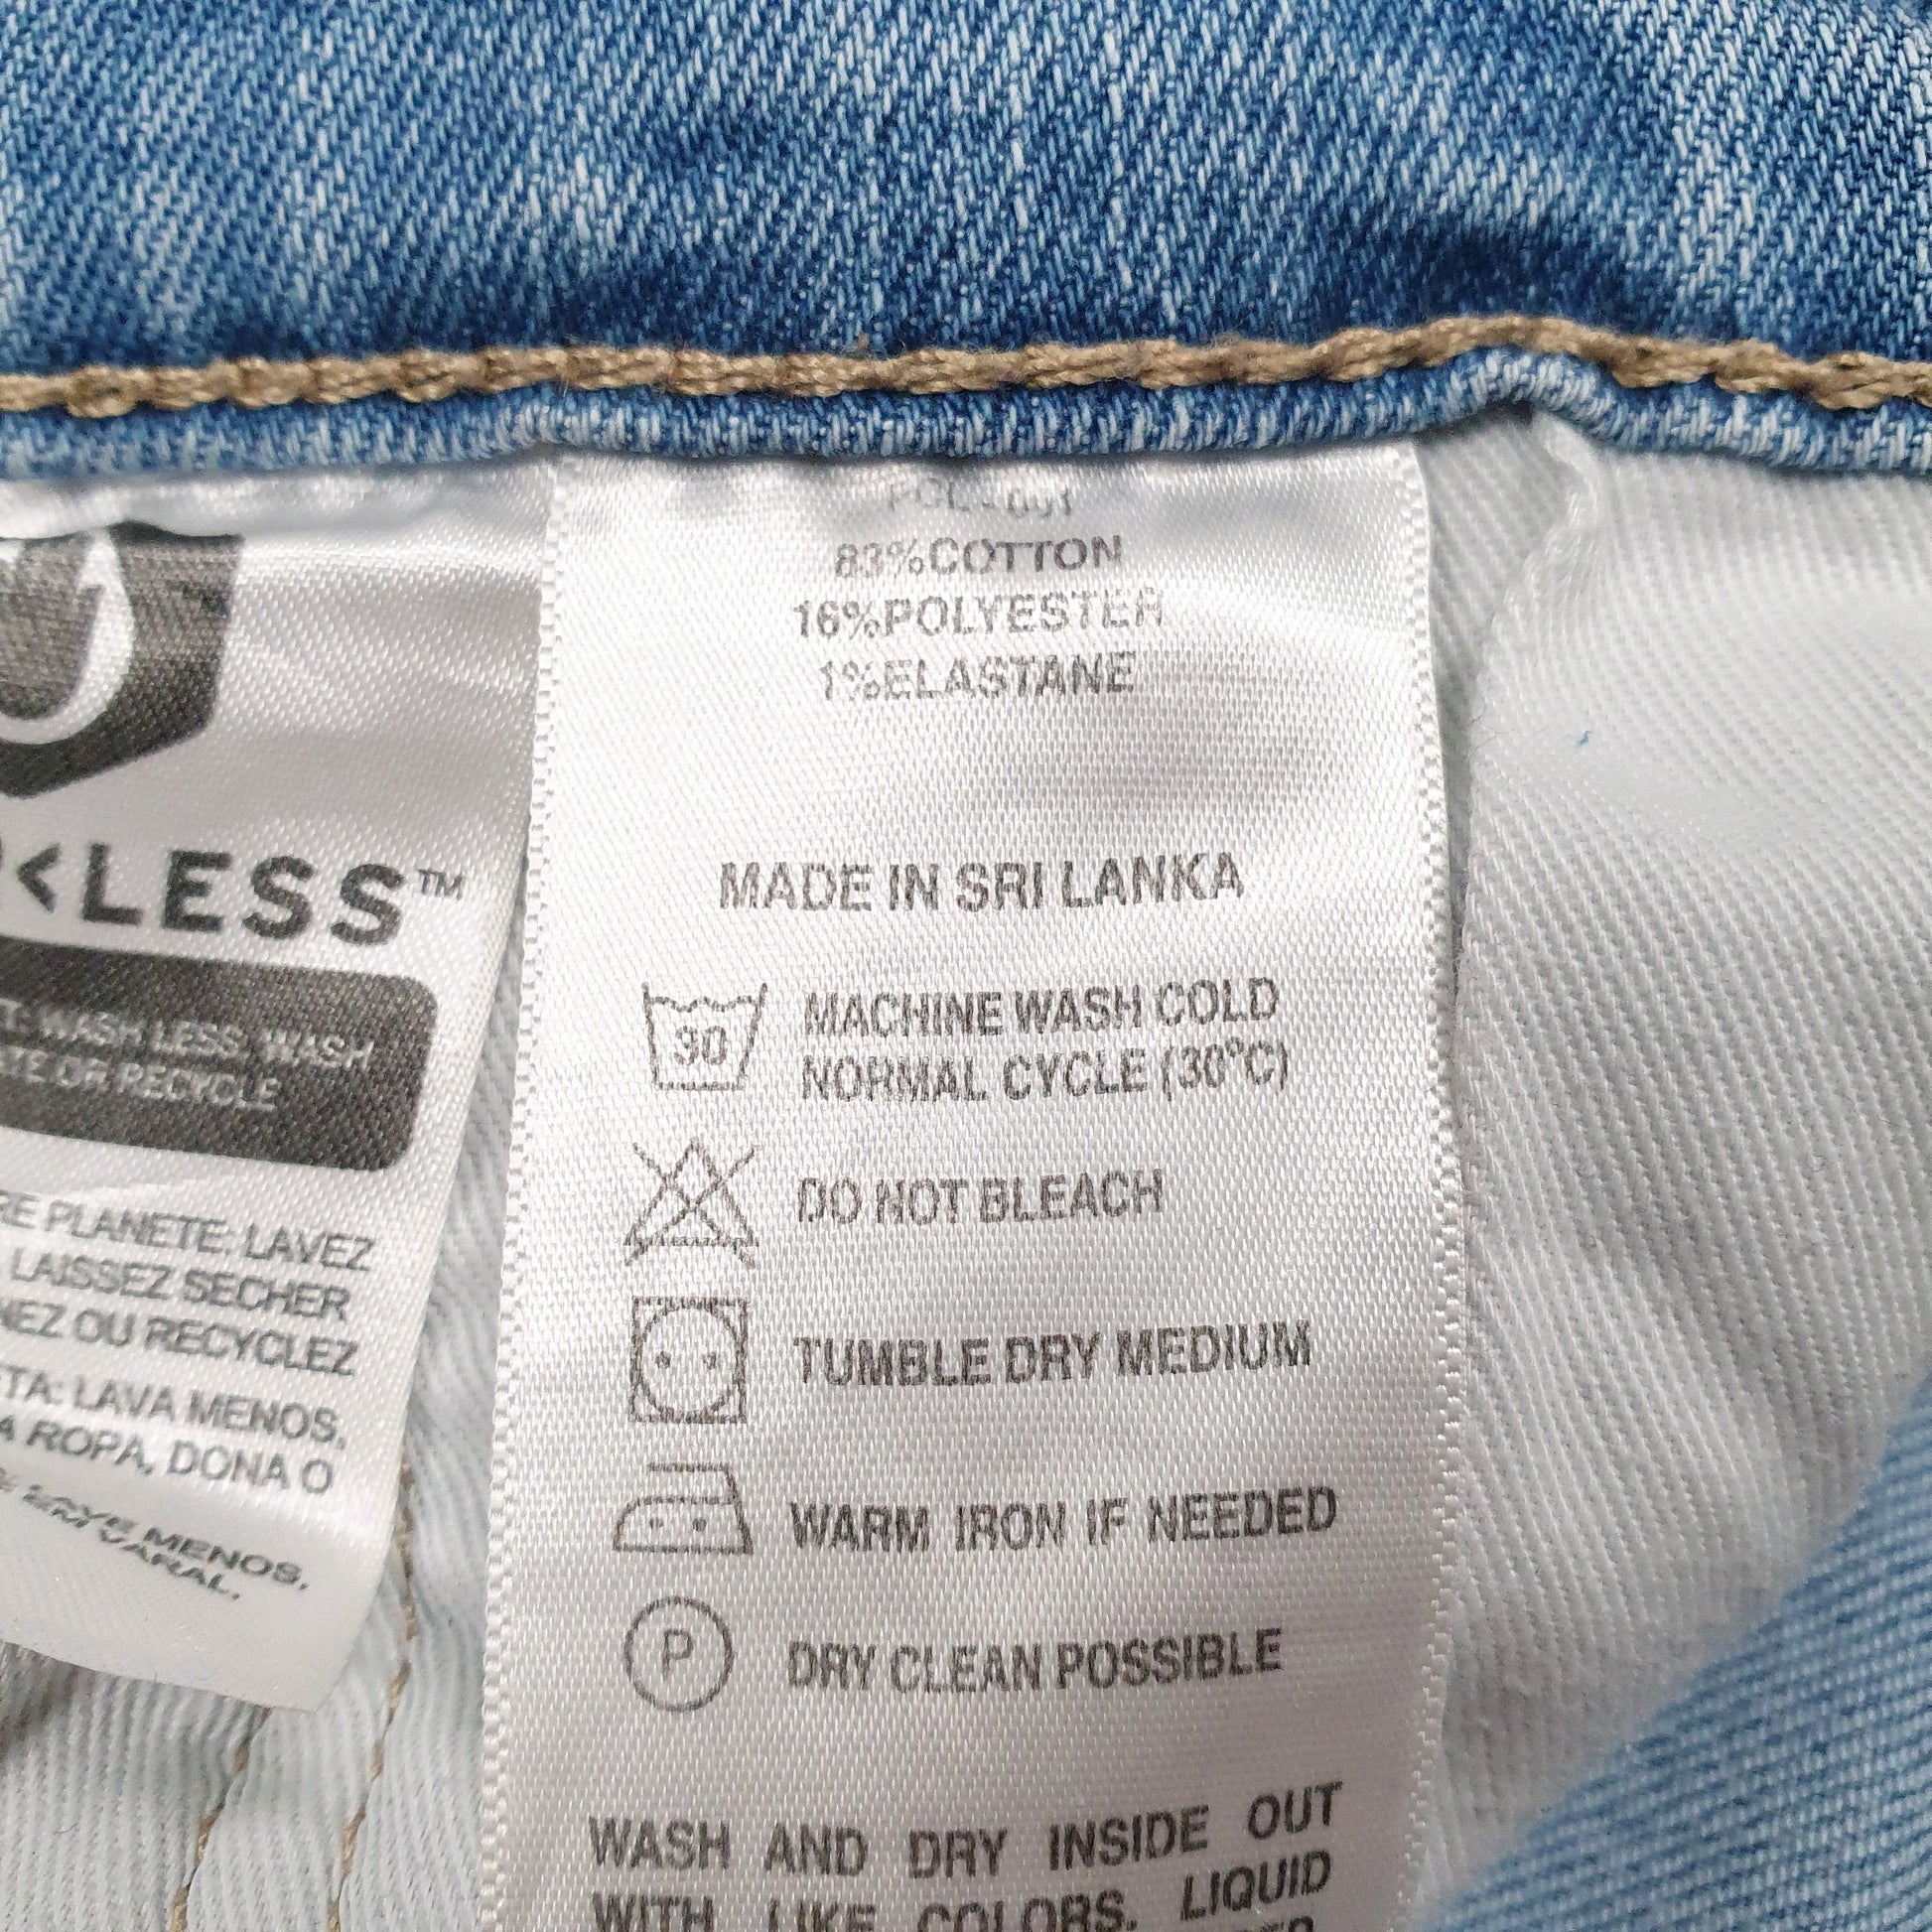 <LESS™
WASH LESS, WASH
OR RECYCLE
PLANETE: LAVEZ
LAISSEZ SECHER
OU RECYCLEZ
LAVA MENOS,
ROPA, DONA O
MENOS,
VARAL,
83%COTTON
16%POLYESTER
1%ELASTANE
MADE IN SRI LANKA
30
MACHINE WASH COLD
NORMAL CYCLE (30°C)
DO NOT BLEACH
TUMBLE DRY MEDIUM
WARM IRON IF NEEDED
P
DRY CLEAN POSSIBLE
WASH AND DRY INSIDE OUT
WITH LIKE COLORS. LIQUID